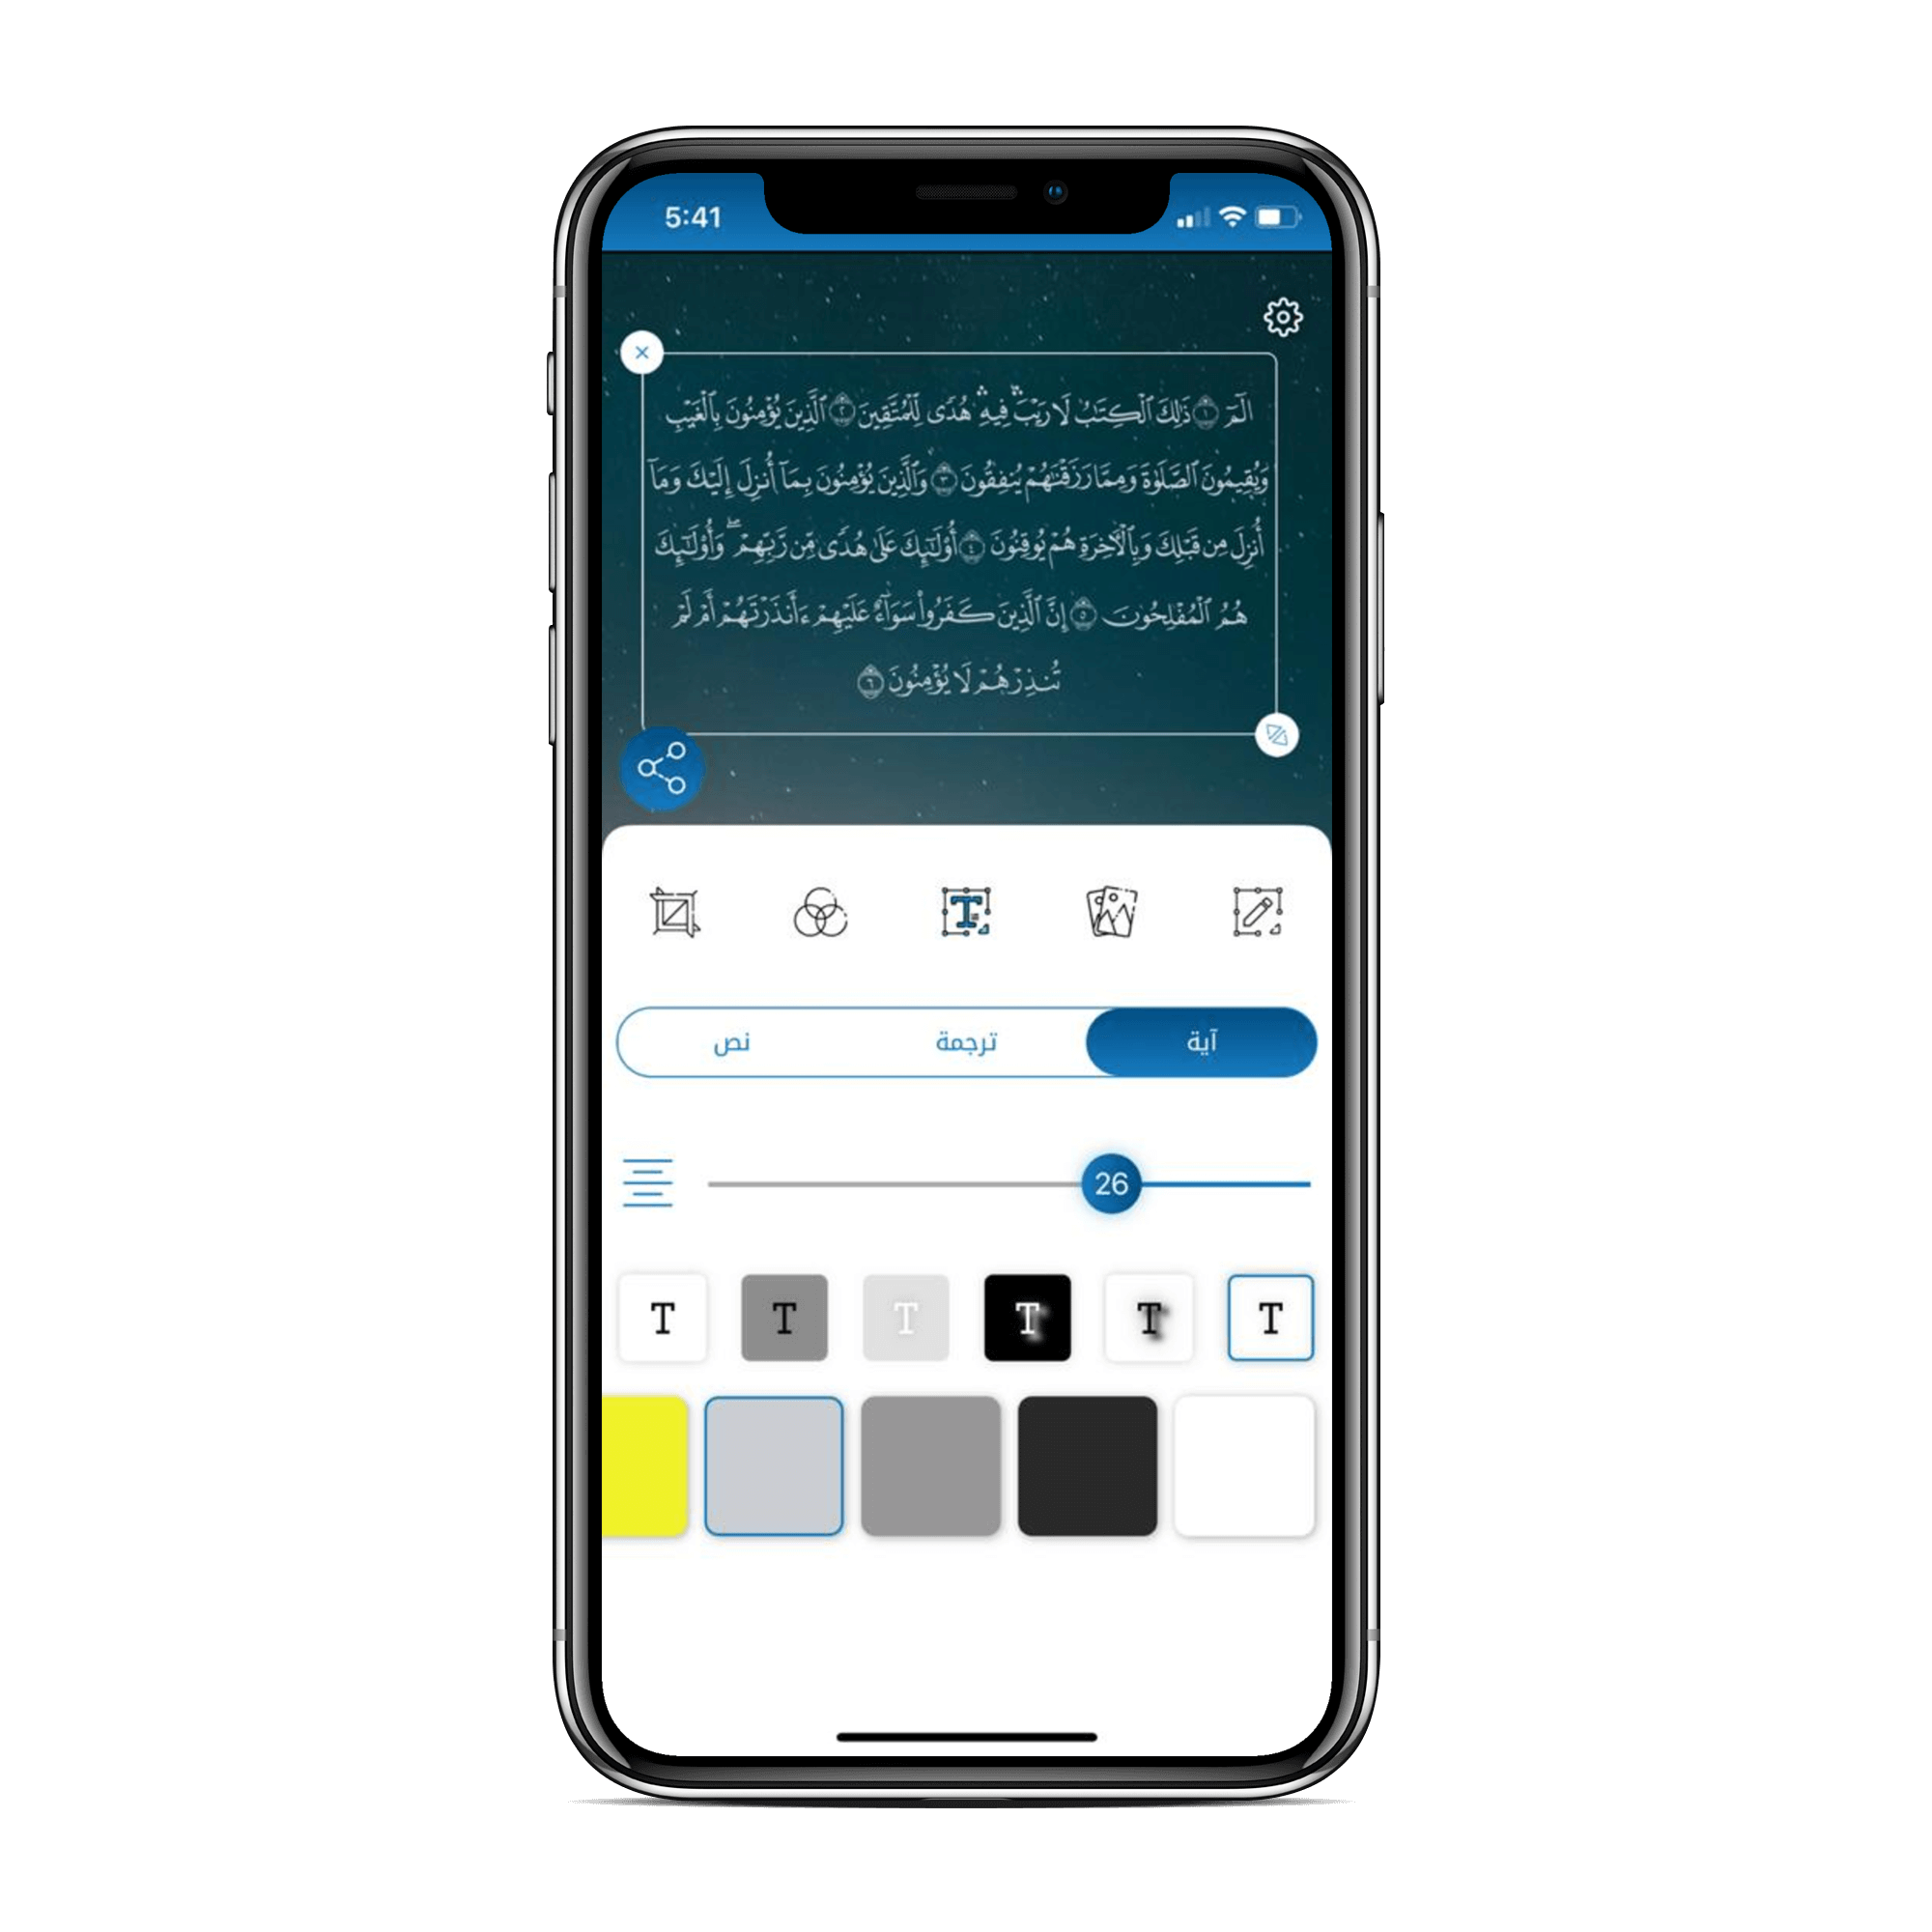 5:41
الٓمٓ ١ ذَٰلِكَ ٱلْكِتَٰبُ لَا رَيْبَ ۛ فِيهِ ۛ هُدًى لِّلْمُتَّقِينَ ٢ ٱلَّذِينَ يُؤْمِنُونَ بِٱلْغَيْبِ
وَيُقِيمُونَ ٱلصَّلَوٰةَ وَمِمَّا رَزَقْنَٰهُمْ يُنفِقُونَ ٣ وَٱلَّذِينَ يُؤْمِنُونَ بِمَآ أُنزِلَ إِلَيْكَ وَمَآ
أُنزِلَ مِن قَبْلِكَ وَبِٱلْءَاخِرَةِ هُمْ يُوقِنُونَ ٤ أُو۟لَٰٓئِكَ عَلَىٰ هُدًى مِّن رَّبِّهِمْ ۖ وَأُو۟لَٰٓئِكَ
هُمُ ٱلْمُفْلِحُونَ ٥ إِنَّ ٱلَّذِينَ كَفَرُوا۟ سَوَآءٌ عَلَيْهِمْ ءَأَنذَرْتَهُمْ أَمْ لَمْ
تُنذِرْهُمْ لَا يُؤْمِنُونَ ٦
آية ترجمة نص
26
T T T T T T